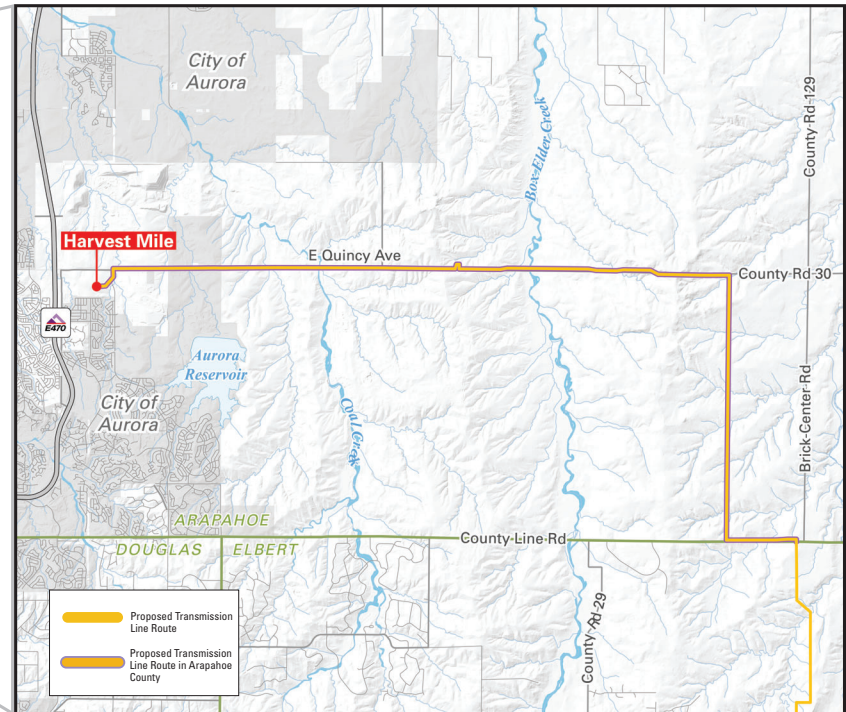 City of
Aurora
County Rd 129
Box Elder Creek
Harvest Mile
E Quincy Ave
County Rd 30
E470
Aurora
Reservoir
City of
Aurora
Coal Creek
Brick-Center Rd
ARAPAHOE
County Line Rd
DOUGLAS
ELBERT
County Rd 29
Proposed Transmission
Line Route
Proposed Transmission
Line Route in Arapahoe
County